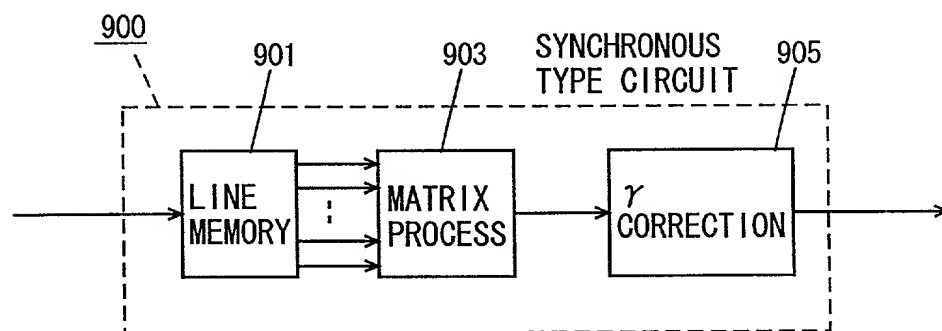 900
901
903
SYNCHRONOUS
TYPE CIRCUIT
905
LINE
MEMORY
MATRIX
PROCESS
γ
CORRECTION